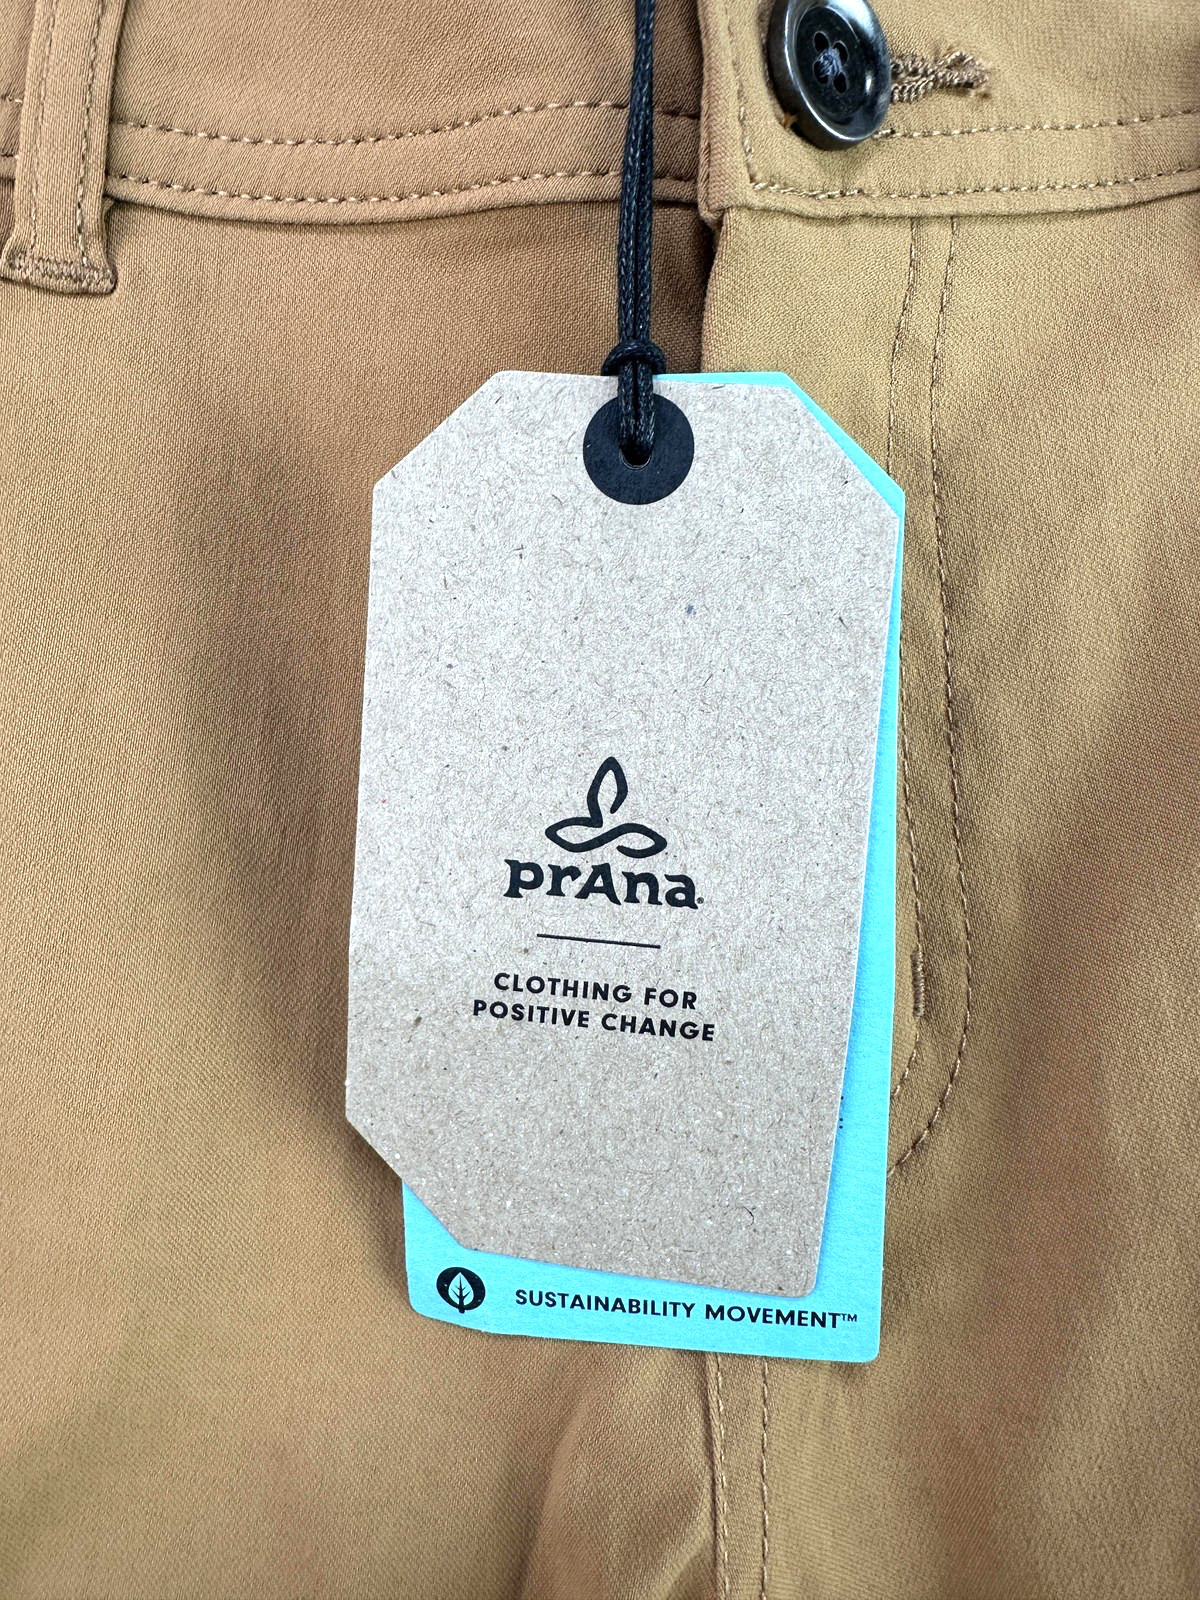 prAna
CLOTHING FOR
POSITIVE CHANGE
SUSTAINABILITY MOVEMENT™